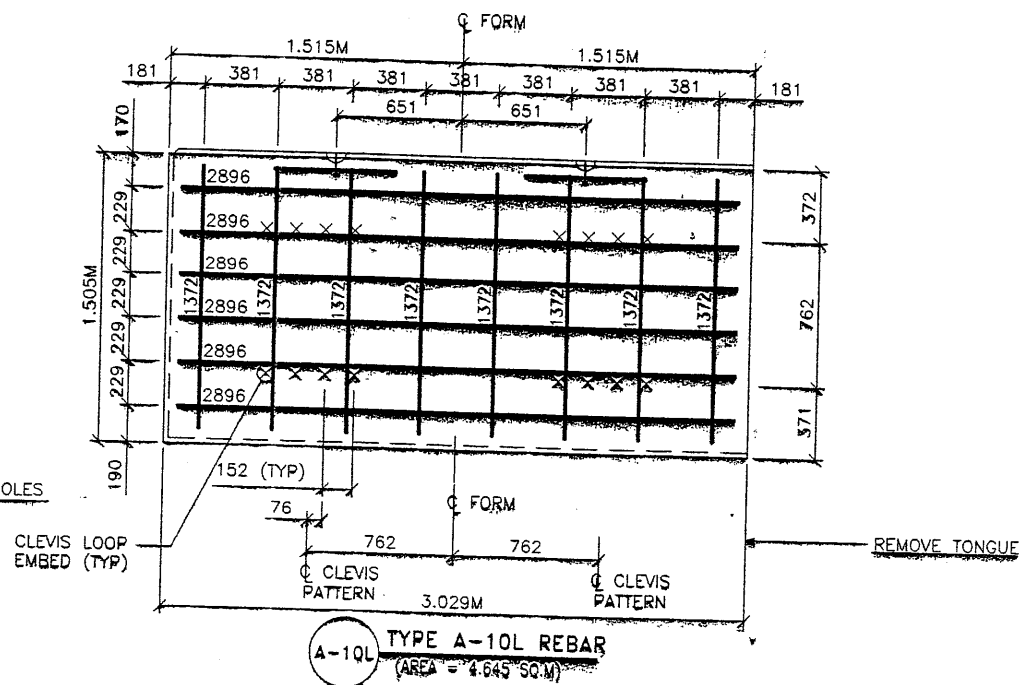 ℄ FORM
1.515M 1.515M
181 381 381 381 381 381 381 381 181
651 651
170
229
229
229
229
229
190
1.505M
2896
2896
2896
2896
2896
2896
1372 1372 1372 1372 1372 1372 1372 1372
372
762
371
152 (TYP)
76
OLES
℄ FORM
CLEVIS LOOP
EMBED (TYP)
762 762
REMOVE TONGUE
℄ CLEVIS
PATTERN
℄ CLEVIS
PATTERN
3.029M
A-10L
TYPE A-10L REBAR
(AREA = 4.645 SQ.M)